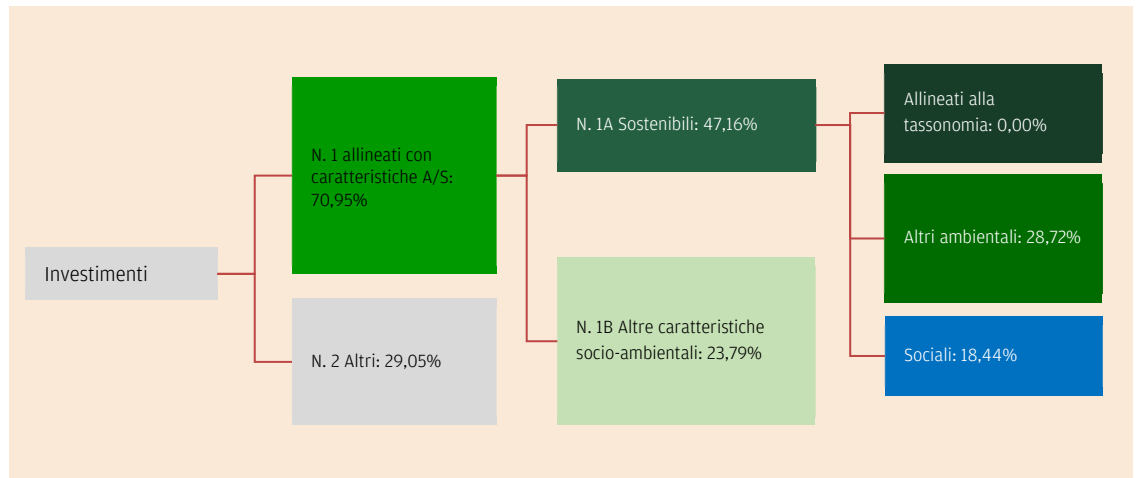 Investimenti
N. 1 allineati con
caratteristiche A/S:
70,95%
N. 2 Altri: 29,05%
N. 1A Sostenibili: 47,16%
N. 1B Altre caratteristiche
socio-ambientali: 23,79%
Allineati alla
tassonomia: 0,00%
Altri ambientali: 28,72%
Sociali: 18,44%